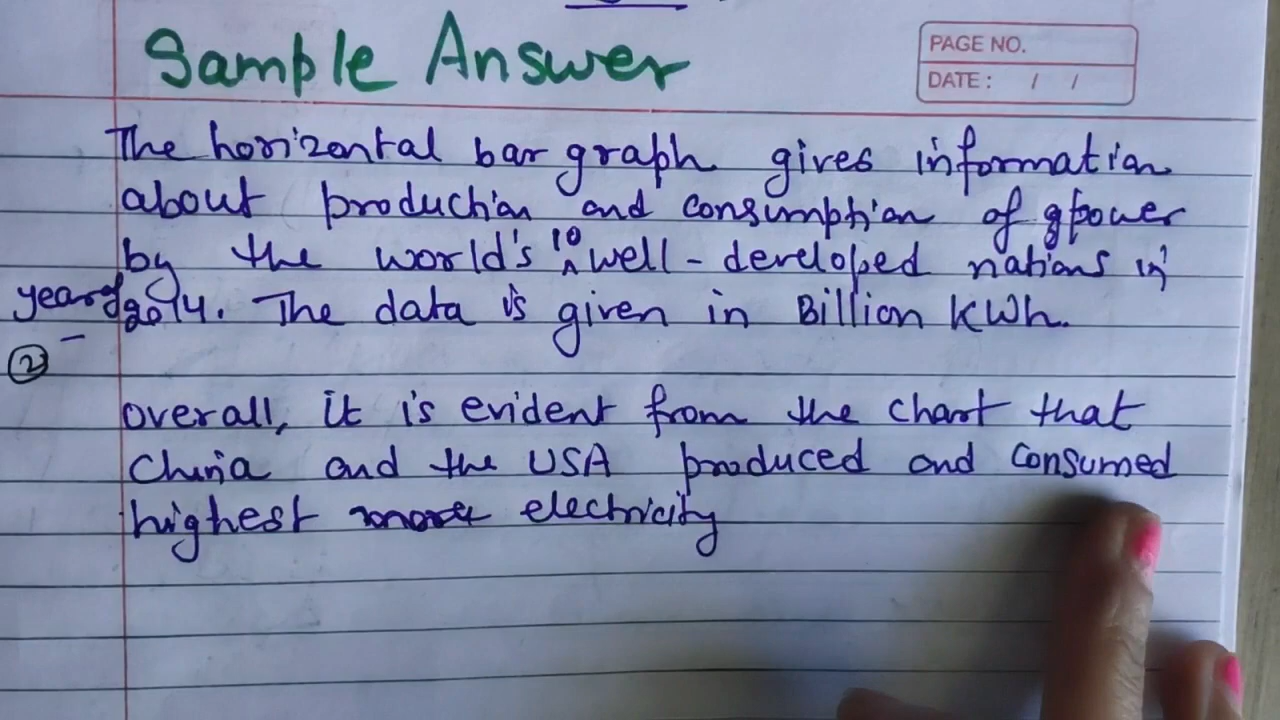 Sample Answer
PAGE NO.
DATE : / /
The horizontal bar graph gives information
about production and consumption of power
by the world's 10 well-developed nations in
year of 2014. The data is given in Billion KWh.
2
overall, it is evident from the chart that
China and the USA produced and consumed
highest electricity